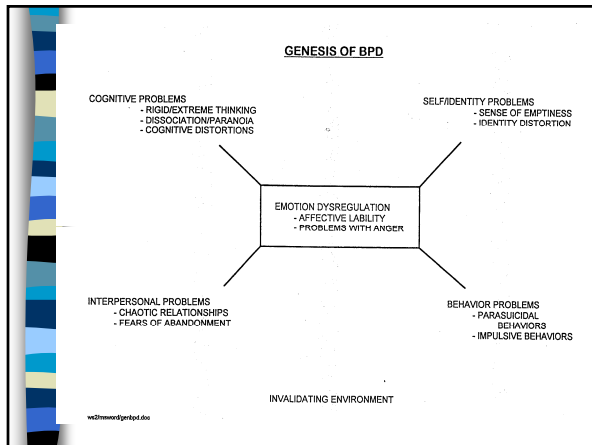 GENESIS OF BPD
COGNITIVE PROBLEMS
- RIGID/EXTREME THINKING
- DISSOCIATION/PARANOIA
- COGNITIVE DISTORTIONS
SELF/IDENTITY PROBLEMS
- SENSE OF EMPTINESS
- IDENTITY DISTORTION
EMOTION DYSREGULATION
- AFFECTIVE LABILITY
- PROBLEMS WITH ANGER
INTERPERSONAL PROBLEMS
- CHAOTIC RELATIONSHIPS
- FEARS OF ABANDONMENT
BEHAVIOR PROBLEMS
- PARASUICIDAL
BEHAVIORS
- IMPULSIVE BEHAVIORS
INVALIDATING ENVIRONMENT
ws2/msword/genbpd.doc